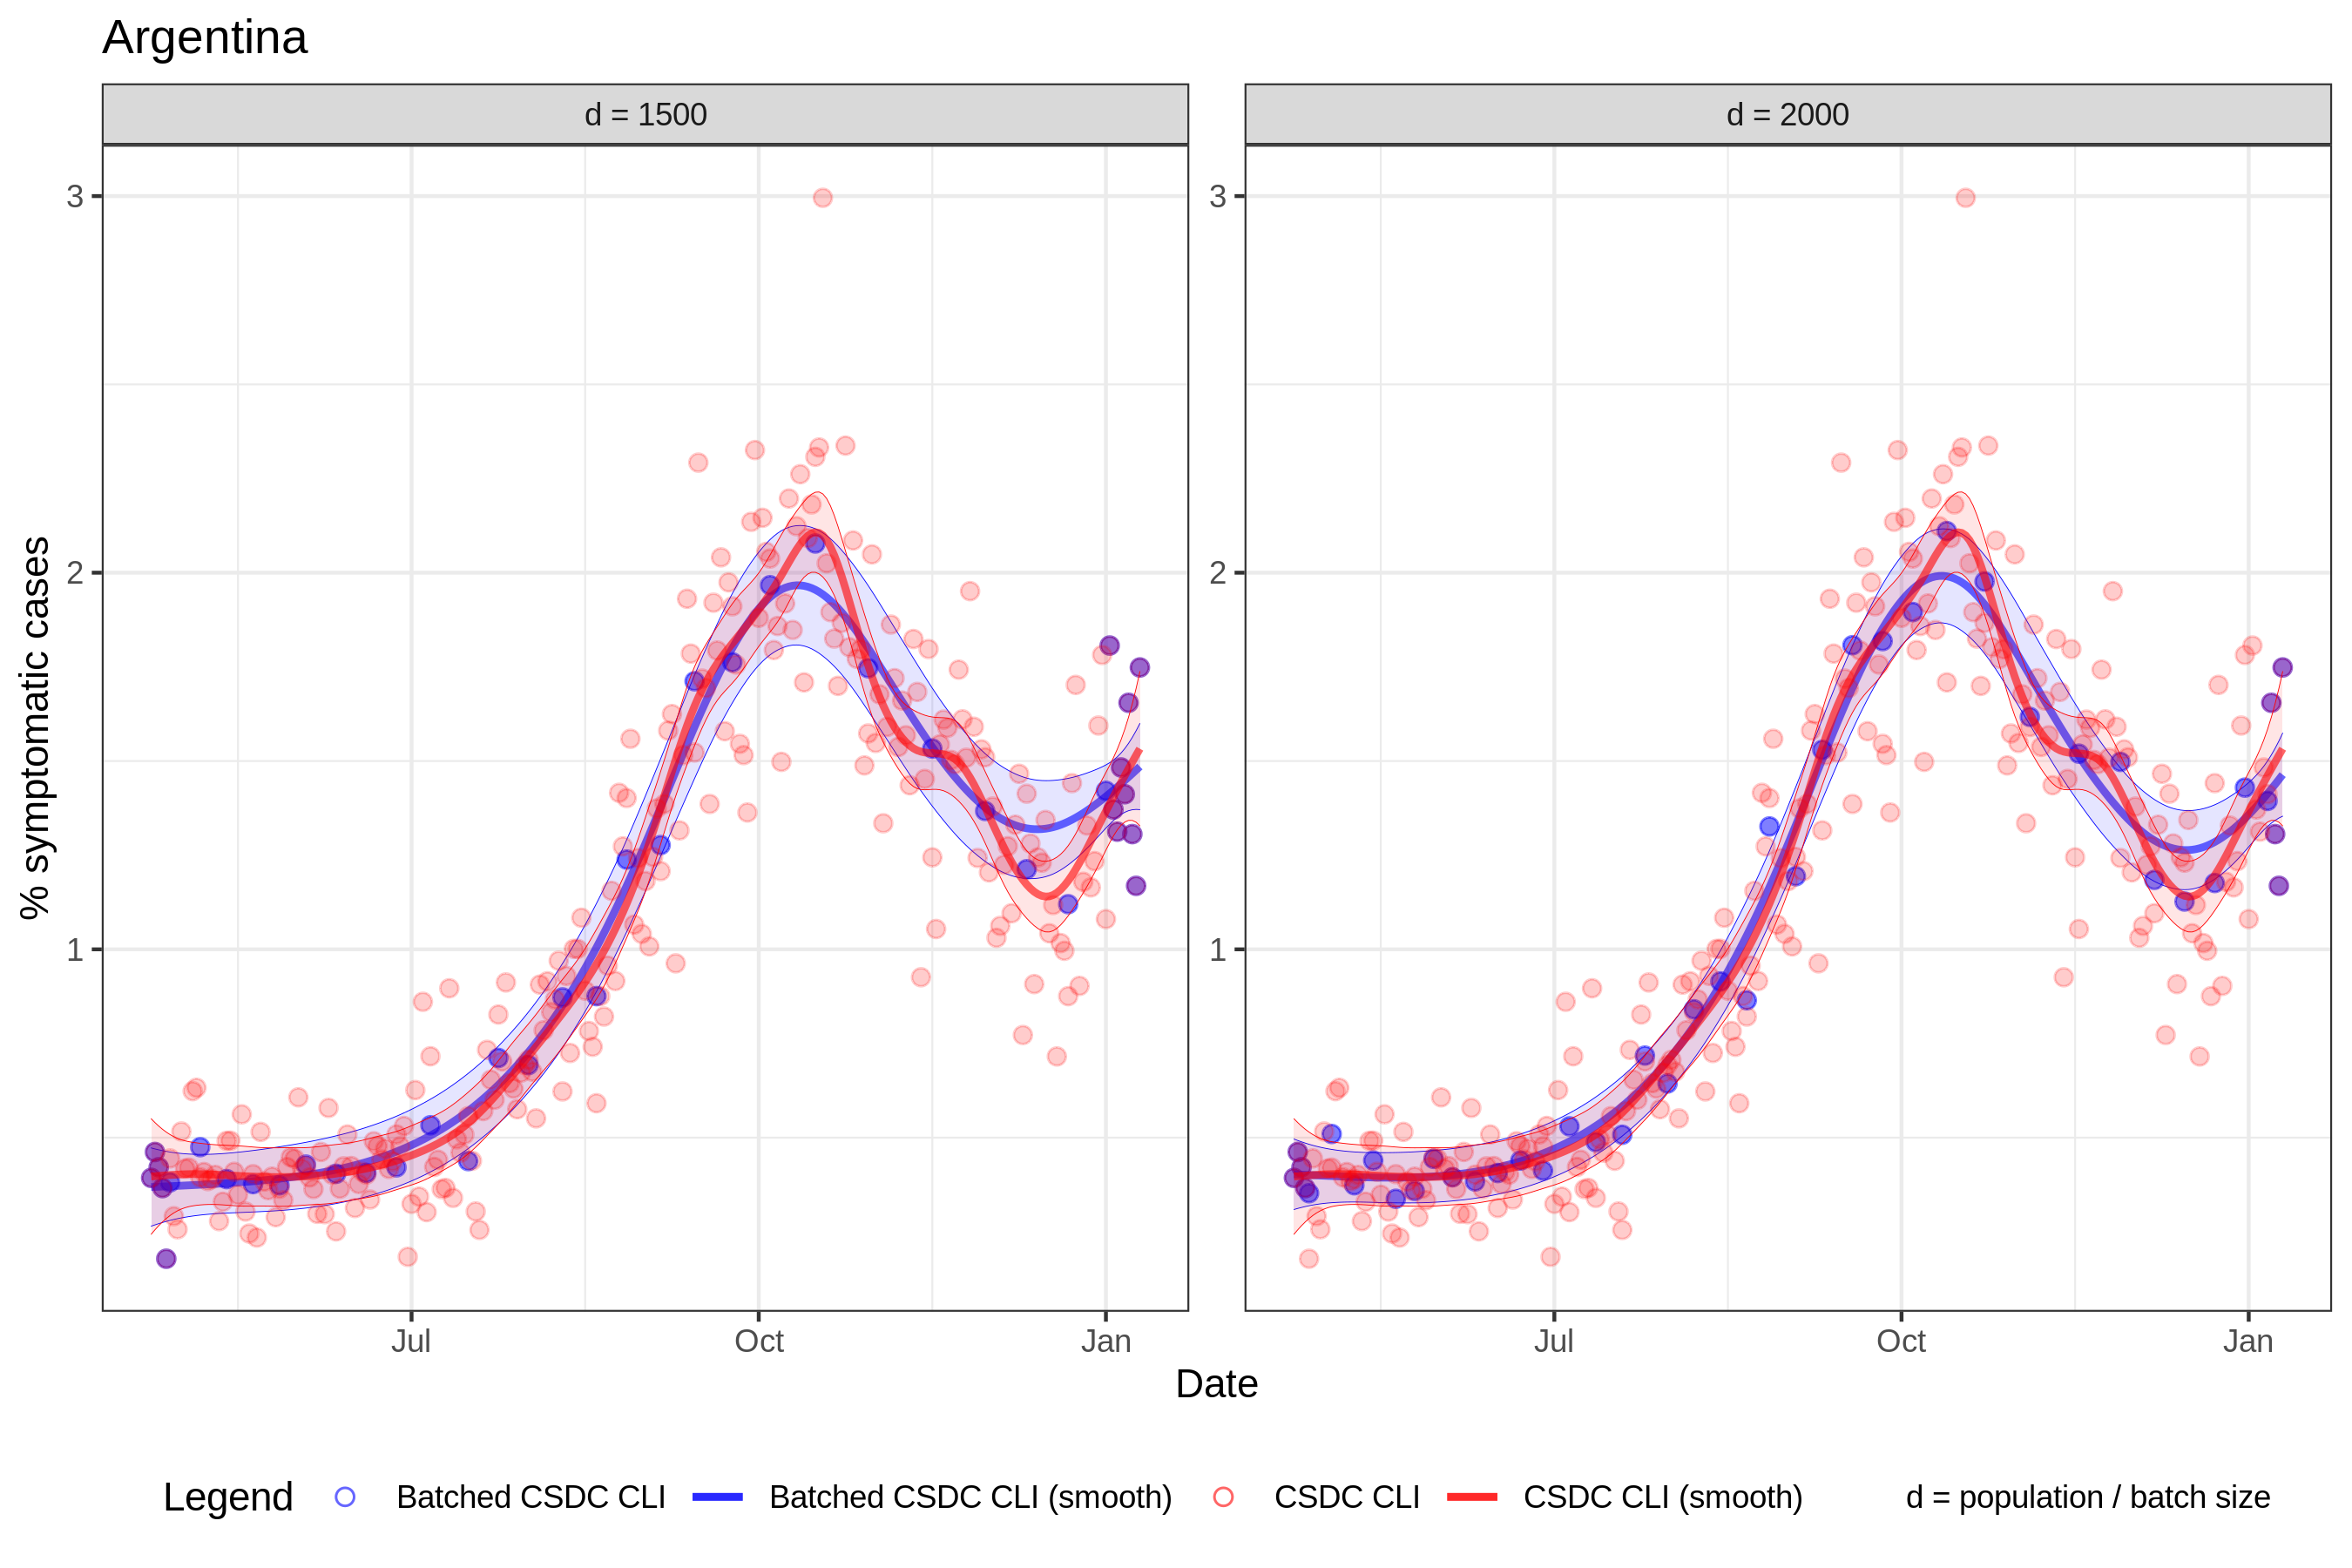 Argentina
d = 1500
d = 2000
% symptomatic cases
3
2
1
3
2
1
Jul
Oct
Jan
Jul
Oct
Jan
Date
Legend
Batched CSDC CLI
Batched CSDC CLI (smooth)
CSDC CLI
CSDC CLI (smooth)
d = population / batch size